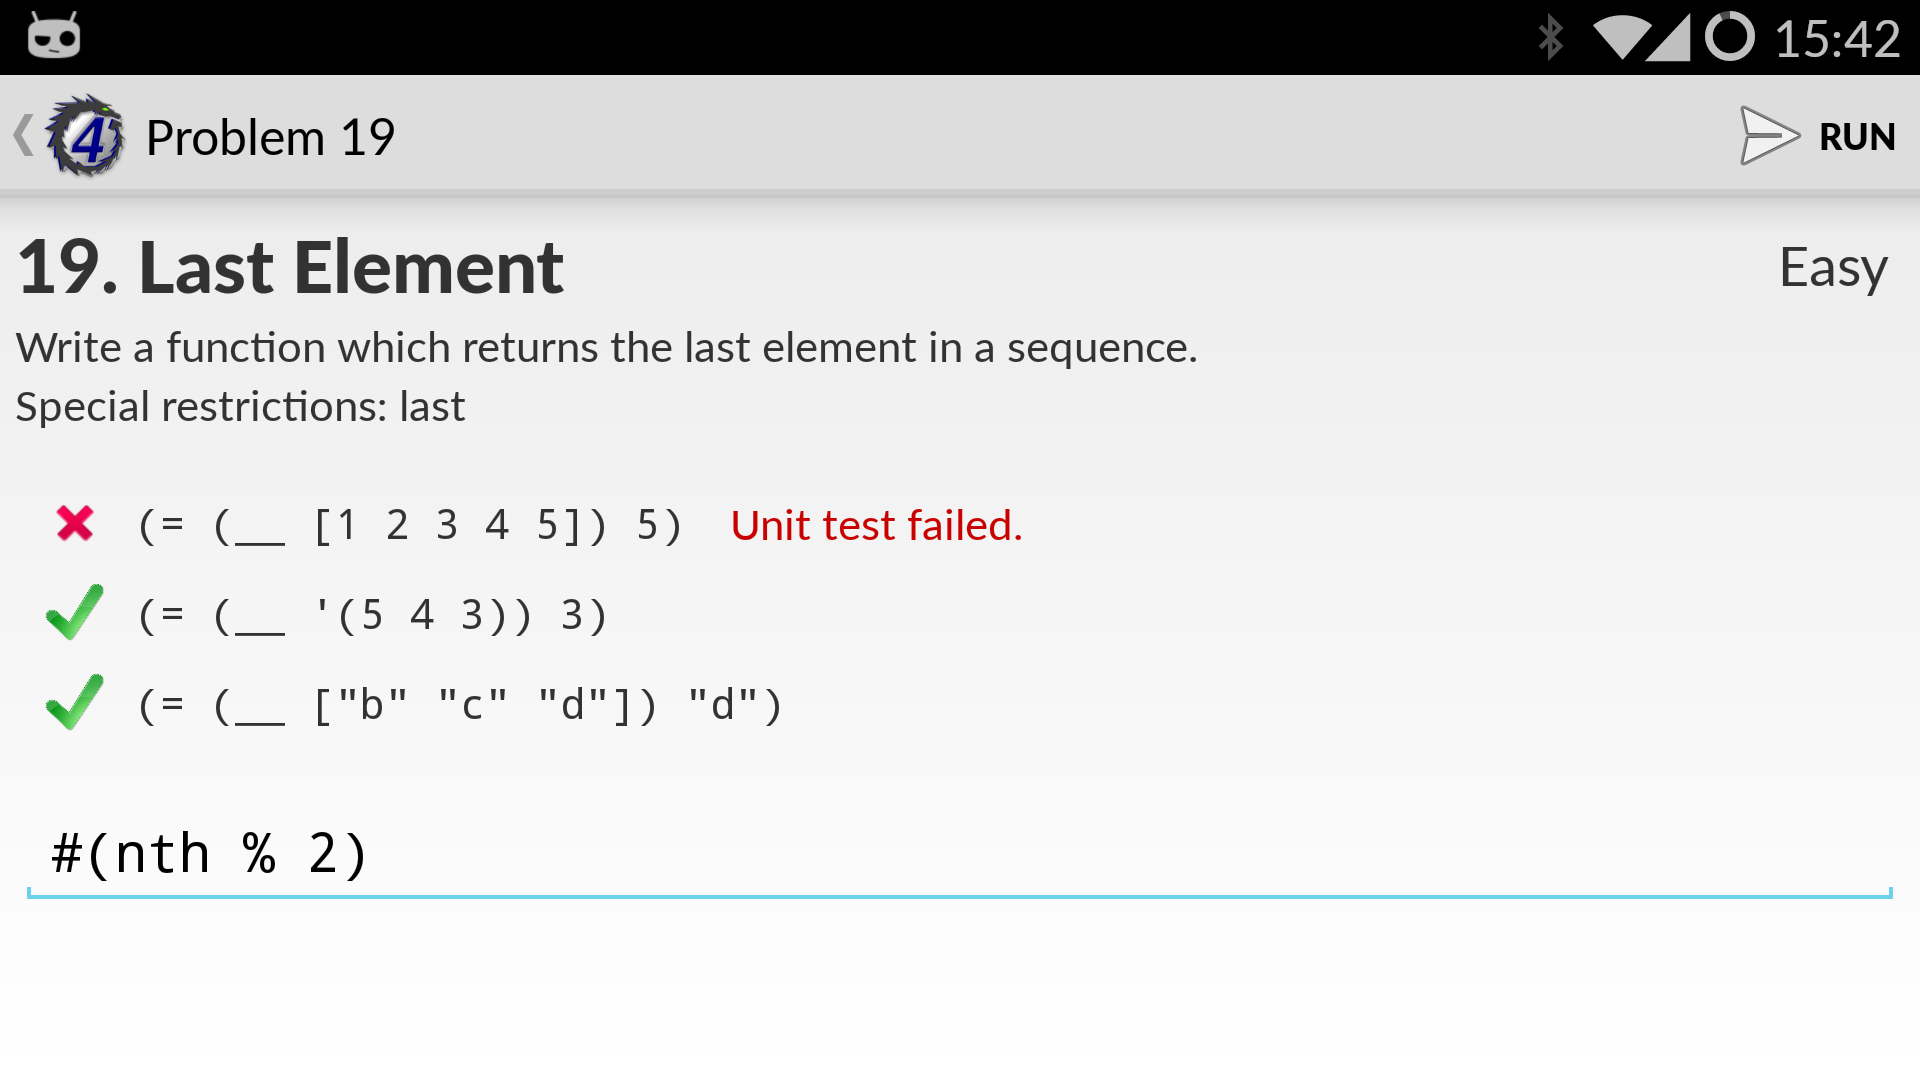 15:42
4 Problem 19
RUN
19. Last Element
Easy
Write a function which returns the last element in a sequence.
Special restrictions: last
(= (__ [1 2 3 4 5]) 5) Unit test failed.
(= (__ '(5 4 3)) 3)
(= (__ ["b" "c" "d"]) "d")
#(nth % 2)